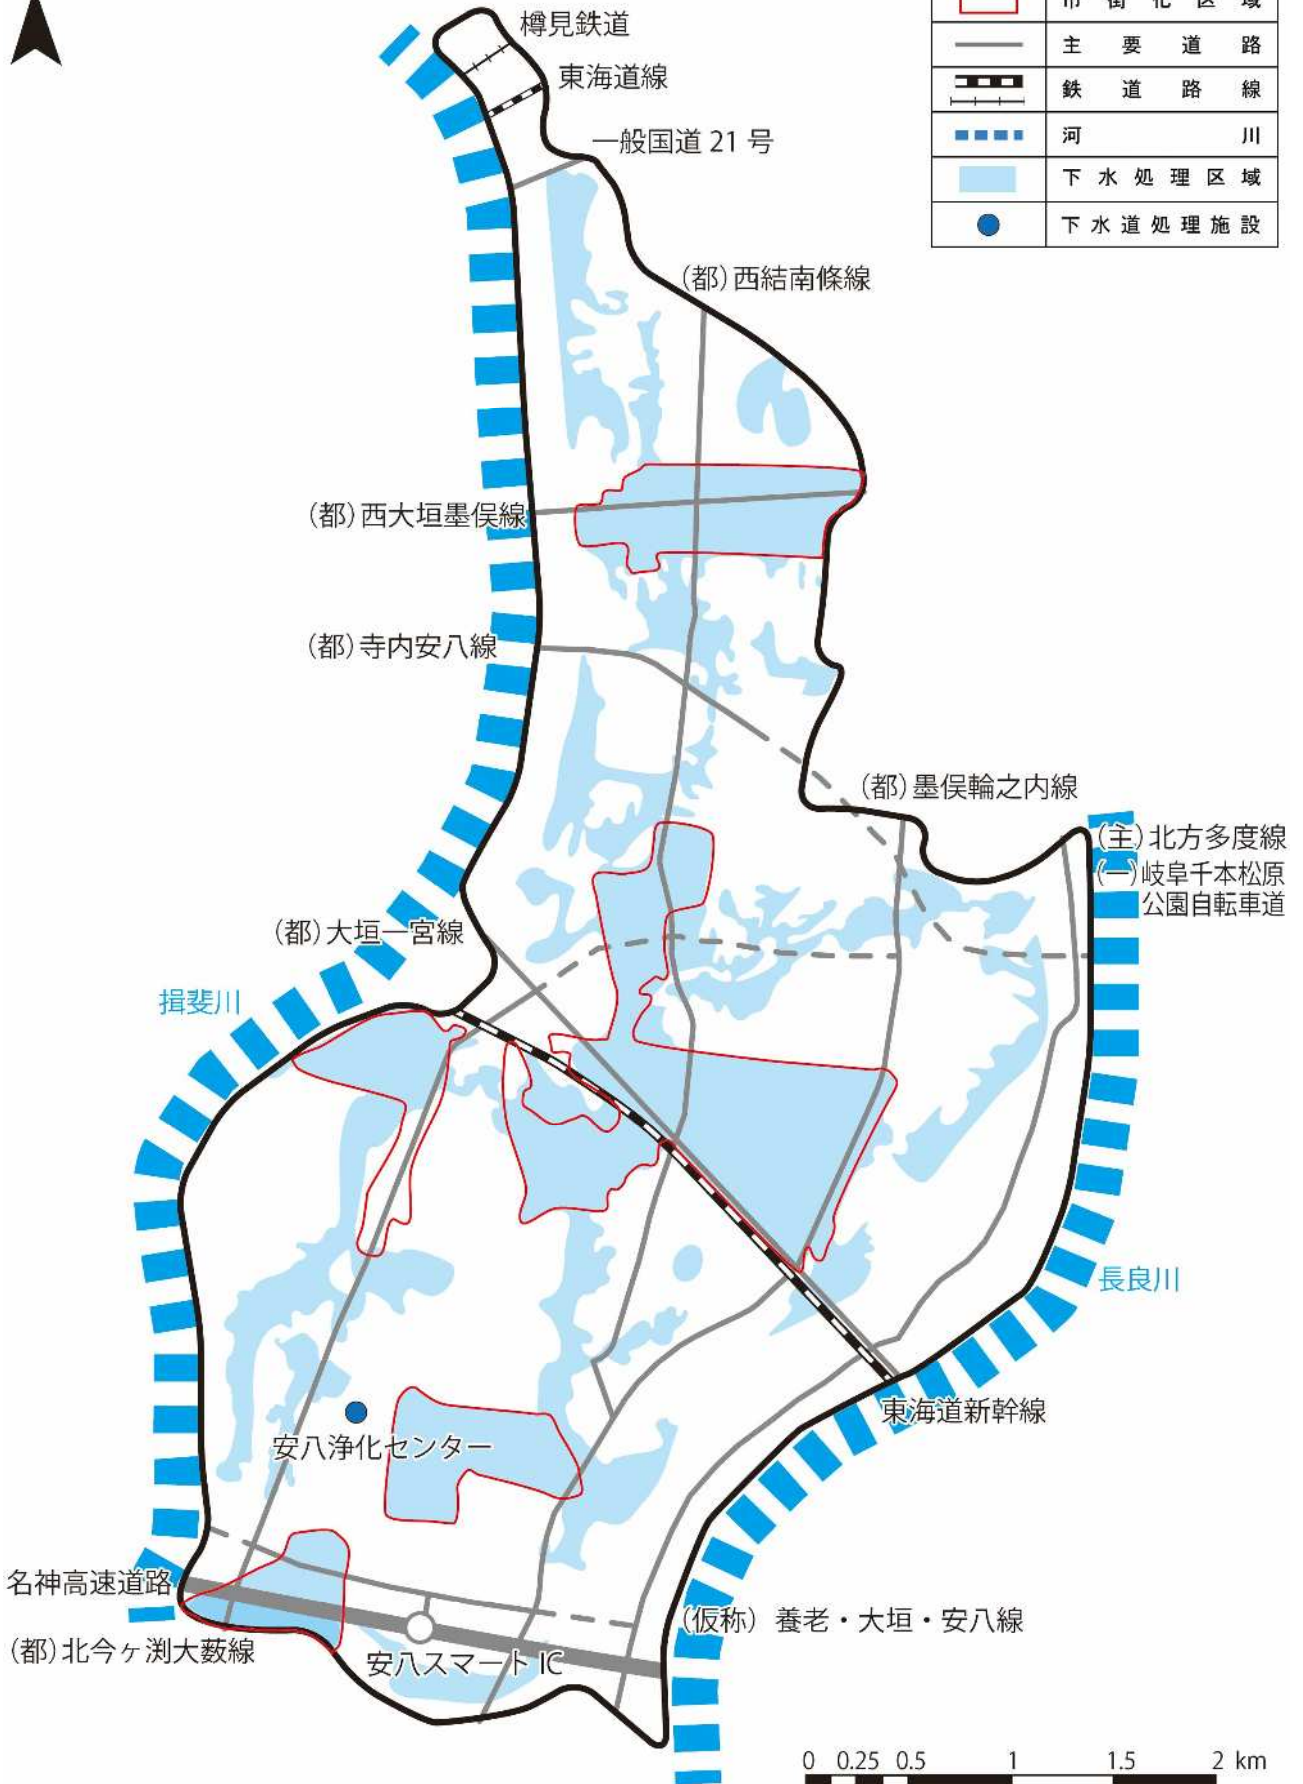 市街化区域
主要道路
鉄道路線
河川
下水処理区域
下水道処理施設
樽見鉄道
東海道線
一般国道 21 号
（都）西結南條線
（都）西大垣墨俣線
（都）寺内安八線
（都）墨俣輪之内線
（主）北方多度線
（一）岐阜千本松原
公園自転車道
（都）大垣一宮線
揖斐川
長良川
東海道新幹線
安八浄化センター
名神高速道路
（仮称）養老・大垣・安八線
（都）北今ヶ渕大薮線
安八スマート IC
0 0.25 0.5 1 1.5 2 km